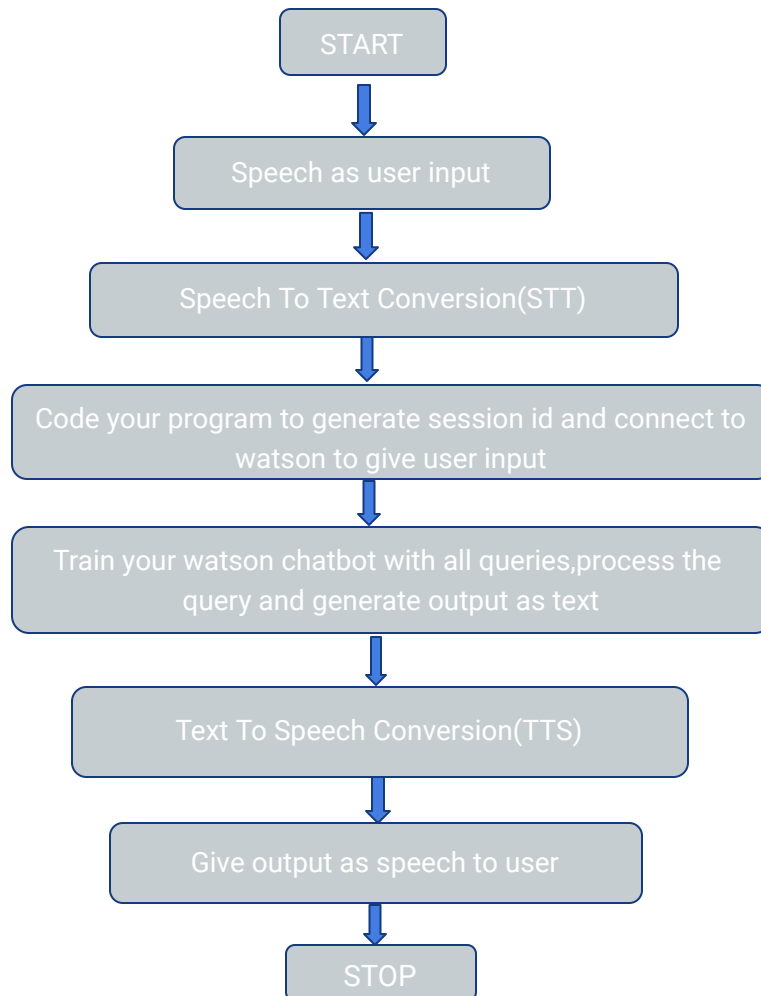 START
Speech as user input
Speech To Text Conversion(STT)
Code your program to generate session id and connect to
watson to give user input
Train your watson chatbot with all queries,process the
query and generate output as text
Text To Speech Conversion(TTS)
Give output as speech to user
STOP